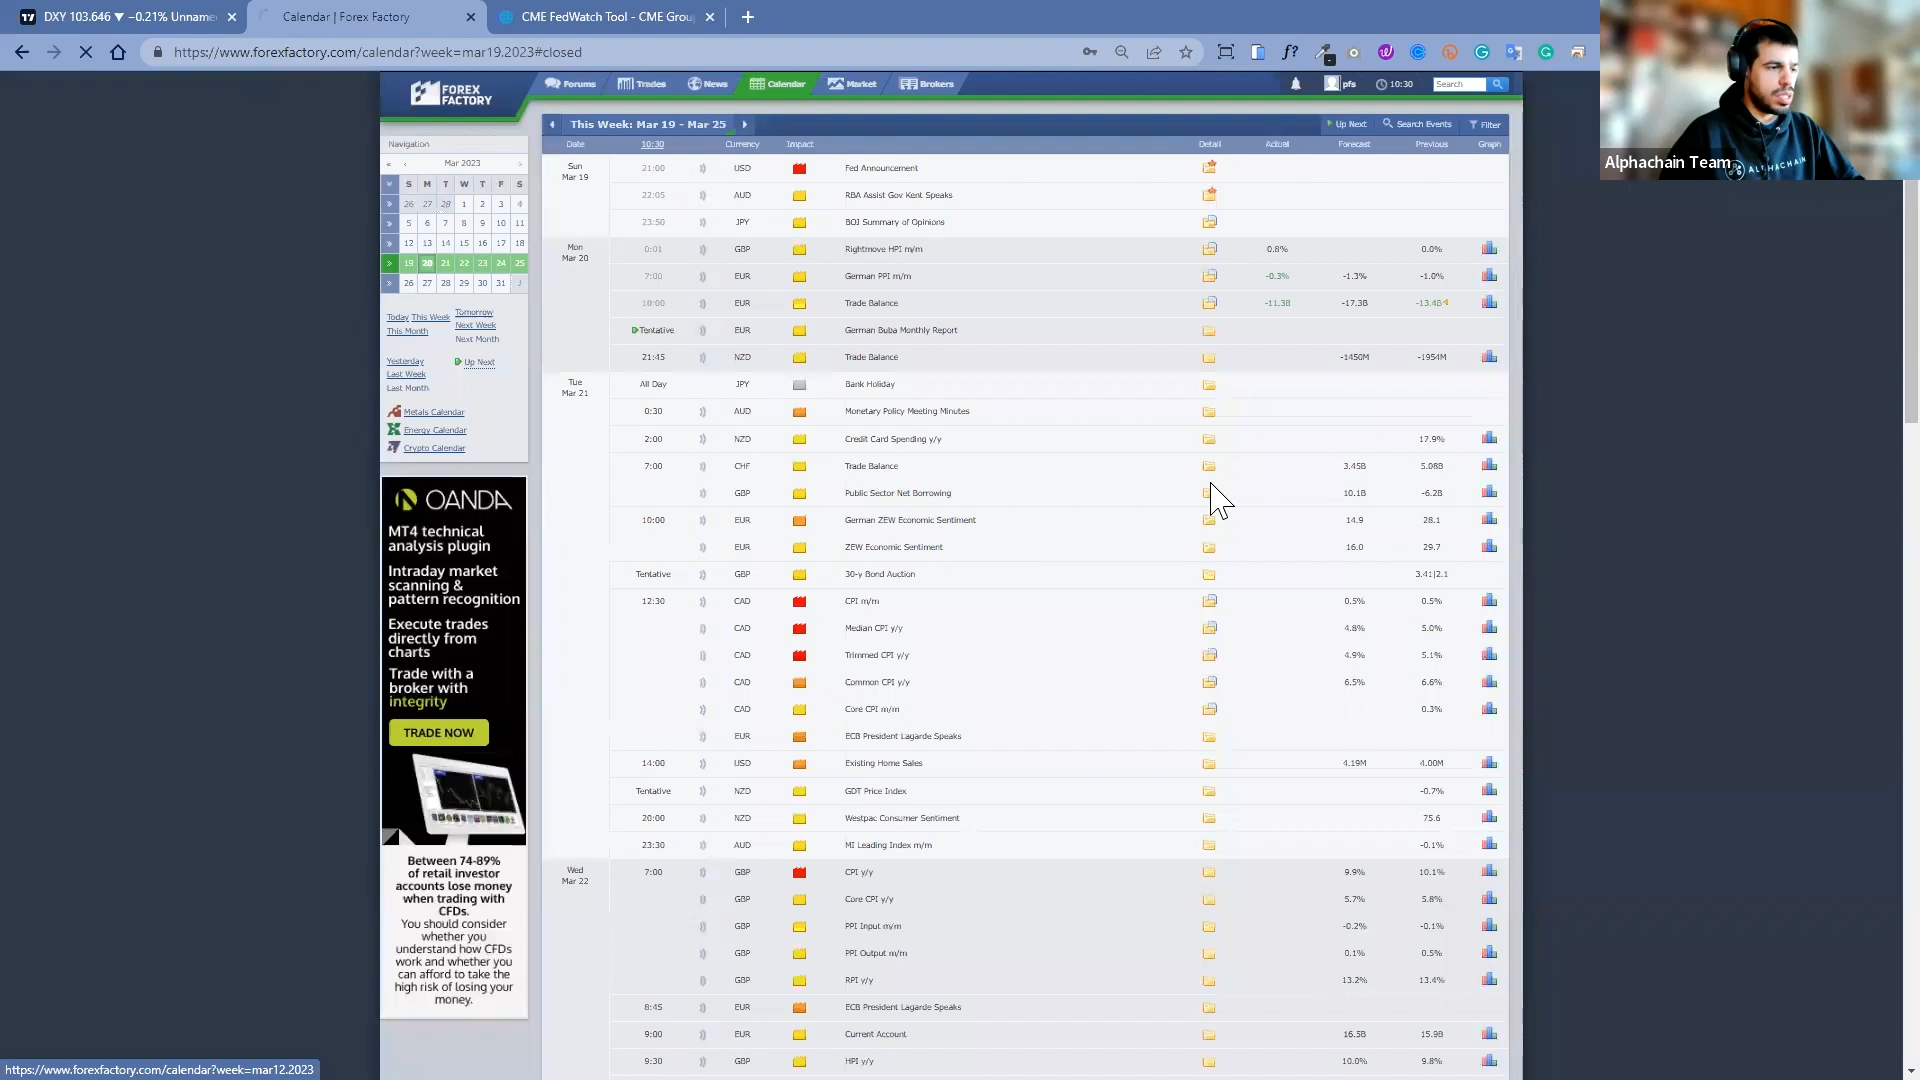 DXY 103.646 ▼ −0.21% Unname
Calendar | Forex Factory
CME FedWatch Tool - CME Grou
https://www.forexfactory.com/calendar?week=mar19.2023#closed
FOREX
FACTORY
Forums
Trades
News
Calendar
Market
Brokers
pfs
10:30
Search
Alphachain Team
ALPHACHAIN
Navigation
« ‹ Mar 2023 ›
S M T W T F S
26 27 28 1 2 3 4
5 6 7 8 9 10 11
12 13 14 15 16 17 18
19 20 21 22 23 24 25
26 27 28 29 30 31 1
Today This Week Tomorrow
Next Week
This Month Next Month
Yesterday Up Next
Last Week
Last Month
Metals Calendar
Energy Calendar
Crypto Calendar
OANDA
MT4 technical
analysis plugin
Intraday market
scanning &
pattern recognition
Execute trades
directly from
charts
Trade with a
broker with
integrity
TRADE NOW
Between 74-89%
of retail investor
accounts lose money
when trading with
CFDs.
You should consider
whether you
understand how CFDs
work and whether you
can afford to take the
high risk of losing your
money.
This Week: Mar 19 - Mar 25 Up Next Search Events Filter
Date 10:30 Currency Impact Detail Actual Forecast Previous Graph
Sun
Mar 19
21:00 USD Fed Announcement
22:05 AUD RBA Assist Gov Kent Speaks
23:50 JPY BOJ Summary of Opinions
Mon
Mar 20
0:01 GBP Rightmove HPI m/m 0.8% 0.0%
7:00 EUR German PPI m/m -0.3% -1.3% -1.0%
10:00 EUR Trade Balance -11.3B -17.3B -13.4B
Tentative EUR German Buba Monthly Report
21:45 NZD Trade Balance -1450M -1954M
Tue
Mar 21
All Day JPY Bank Holiday
0:30 AUD Monetary Policy Meeting Minutes
2:00 NZD Credit Card Spending y/y 17.9%
7:00 CHF Trade Balance 3.45B 5.08B
GBP Public Sector Net Borrowing 10.1B -6.2B
10:00 EUR German ZEW Economic Sentiment 14.9 28.1
EUR ZEW Economic Sentiment 16.0 29.7
Tentative GBP 30-y Bond Auction 3.41|2.1
12:30 CAD CPI m/m 0.5% 0.5%
CAD Median CPI y/y 4.8% 5.0%
CAD Trimmed CPI y/y 4.9% 5.1%
CAD Common CPI y/y 6.5% 6.6%
CAD Core CPI m/m 0.3%
EUR ECB President Lagarde Speaks
14:00 USD Existing Home Sales 4.19M 4.00M
Tentative NZD GDT Price Index -0.7%
20:00 NZD Westpac Consumer Sentiment 75.6
23:30 AUD MI Leading Index m/m -0.1%
Wed
Mar 22
7:00 GBP CPI y/y 9.9% 10.1%
GBP Core CPI y/y 5.7% 5.8%
GBP PPI Input m/m -0.2% -0.1%
GBP PPI Output m/m 0.1% 0.5%
GBP RPI y/y 13.2% 13.4%
8:45 EUR ECB President Lagarde Speaks
9:00 EUR Current Account 16.5B 15.9B
9:30 GBP HPI y/y 10.0% 9.8%
https://www.forexfactory.com/calendar?week=mar12.2023